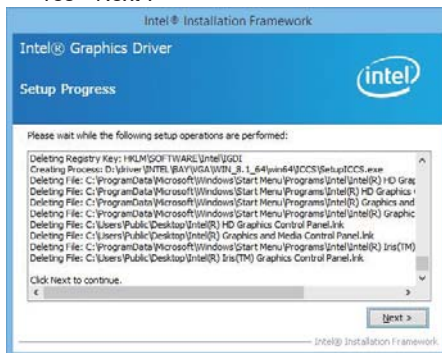 Intel® Installation Framework
Intel® Graphics Driver
Setup Progress
intel
Please wait while the following setup operations are performed:
Deleting Registry Key: HKLM\SOFTWARE\Intel\IGDI
Creating Process: D:\driver\INTEL\BAY\VGA\WIN_8.1_64\win64\ICCS\SetupICCS.exe
Deleting File: C:\ProgramData\Microsoft\Windows\Start Menu\Programs\Intel\Intel(R) HD Grap
Deleting File: C:\ProgramData\Microsoft\Windows\Start Menu\Programs\Intel\Intel(R) HD Graphics
Deleting File: C:\ProgramData\Microsoft\Windows\Start Menu\Programs\Intel\Intel(R) Graphics and
Deleting File: C:\ProgramData\Microsoft\Windows\Start Menu\Programs\Intel\Intel(R) Graphic
Deleting File: C:\Users\Public\Desktop\Intel(R) HD Graphics Control Panel.lnk
Deleting File: C:\Users\Public\Desktop\Intel(R) Graphics and Media Control Panel.lnk
Deleting File: C:\ProgramData\Microsoft\Windows\Start Menu\Programs\Intel\Intel(R) Iris(TM)
Deleting File: C:\Users\Public\Desktop\Intel(R) Iris(TM) Graphics Control Panel.lnk
Click Next to continue.
Next >
Intel® Installation Framework